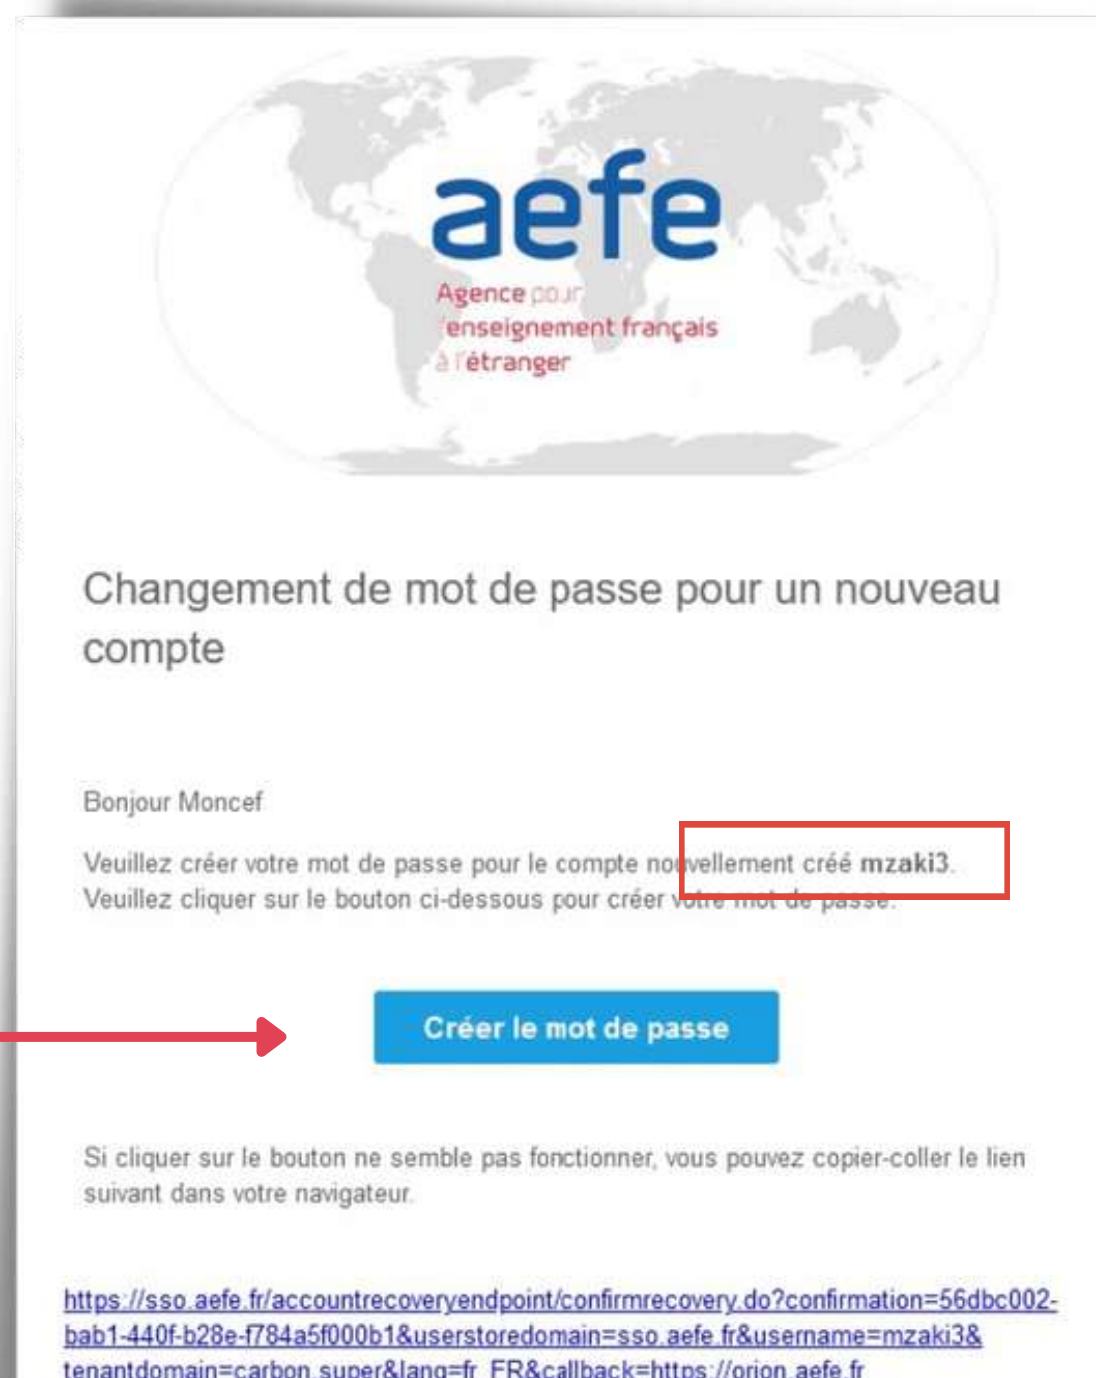 aefe
Agence pour
l'enseignement français
à l'étranger
Changement de mot de passe pour un nouveau
compte
Bonjour Moncef
Veuillez créer votre mot de passe pour le compte nouvellement créé mzaki3.
Veuillez cliquer sur le bouton ci-dessous pour créer votre mot de passe.
Créer le mot de passe
Si cliquer sur le bouton ne semble pas fonctionner, vous pouvez copier-coller le lien
suivant dans votre navigateur.
https://sso.aefe.fr/accountrecoveryendpoint/confirmrecovery.do?confirmation=56dbc002-
bab1-440f-b28e-f784a5f000b1&userstoredomain=sso.aefe.fr&username=mzaki3&
tenantdomain=carbon.super&lang=fr_FR&callback=https://orion.aefe.fr